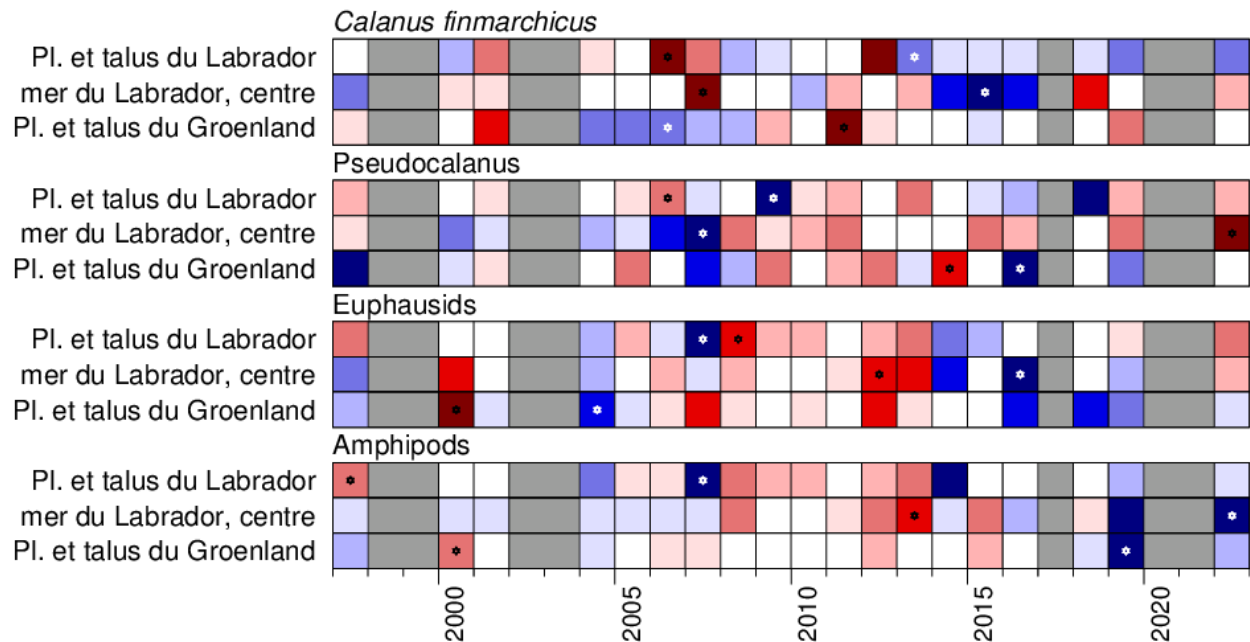 Calanus finmarchicus
Pl. et talus du Labrador
mer du Labrador, centre
Pl. et talus du Groenland
Pseudocalanus
Pl. et talus du Labrador
mer du Labrador, centre
Pl. et talus du Groenland
Euphausids
Pl. et talus du Labrador
mer du Labrador, centre
Pl. et talus du Groenland
Amphipods
Pl. et talus du Labrador
mer du Labrador, centre
Pl. et talus du Groenland
2000 2005 2010 2015 2020